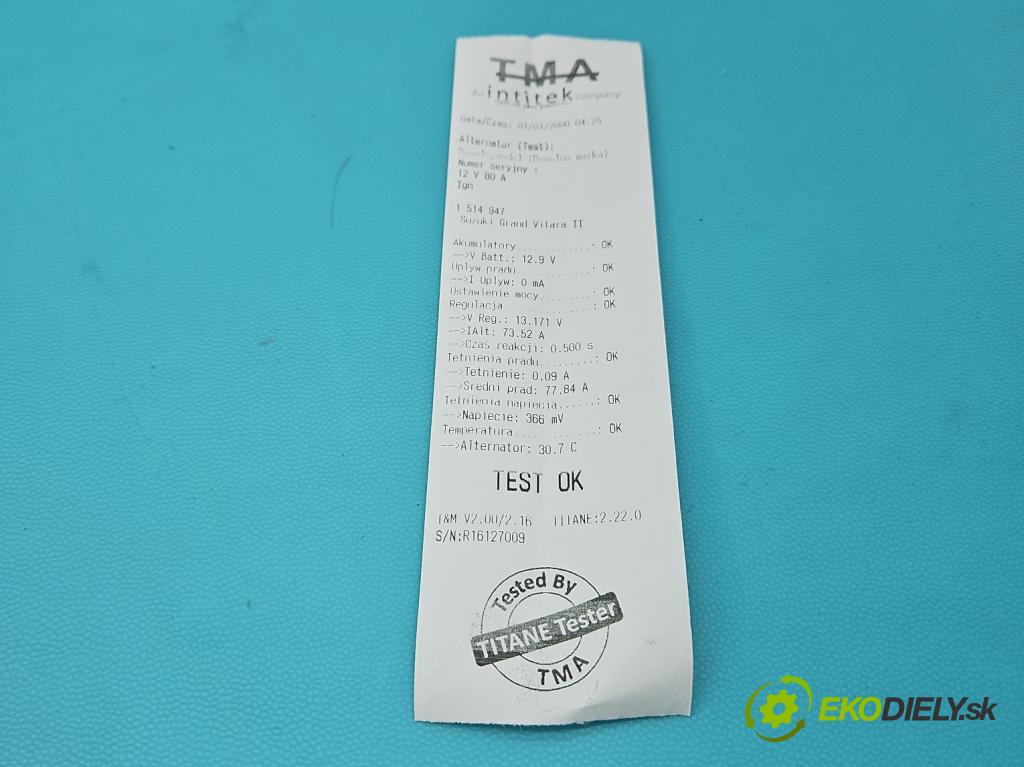 TMA
An intitek company
Data/Czas: 01/01/2000 04:25
Alternator (Test):
(Dowolna marka)
Numer seryjny :
12 V 80 A
Ign
1 514 947
Suzuki Grand Vitara II
Akumulatory...........: OK
-->V Batt.: 12.9 V
Uplyw pradu...........: OK
-->I Uplyw: 0 mA
Ustawienie mocy.......: OK
Regulacja.............: OK
-->V Reg.: 13.171 V
-->IAlt: 73.52 A
-->Czas reakcji: 0.500 s
Tetnienia pradu.......: OK
-->Tetnienie: 0.09 A
-->Sredni prad: 77.84 A
Tetnienia napiecia....: OK
-->Napiecie: 366 mV
Temperatura...........: OK
-->Alternator: 30.7 C
TEST OK
T&M V2.00/2.16 TITANE:2.22.0
S/N:R16127009
Tested By
TITANE Tester
TMA
EKODIELY.sk